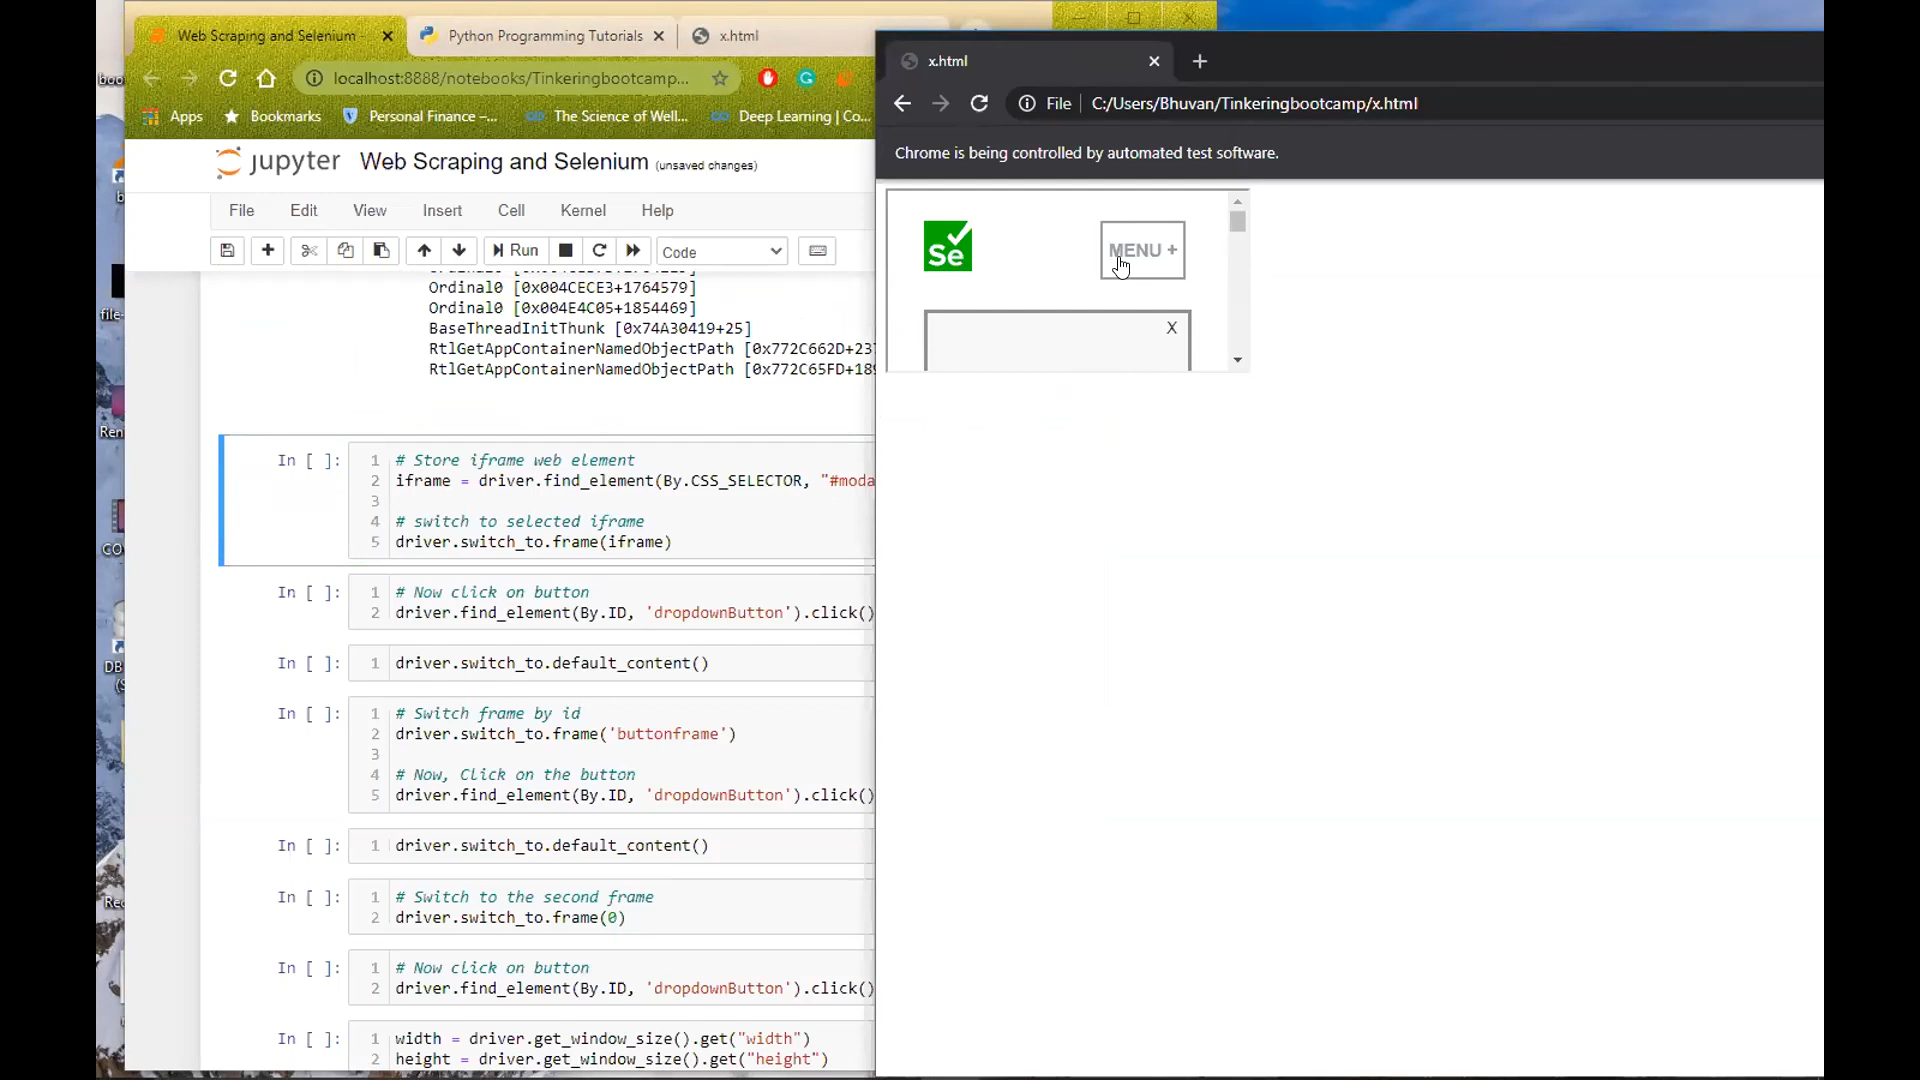 Web Scraping and Selenium -
Python Programming Tutorials
x.html
localhost:8888/notebooks/Tinkeringbootcamp...
Apps
Bookmarks
Personal Finance –...
The Science of Well...
Deep Learning | Co...
jupyter Web Scraping and Selenium (unsaved changes)
File Edit View Insert Cell Kernel Help
Run
Code
Ordinal0 [0x004CECE3+1764579]
Ordinal0 [0x004E4C05+1854469]
BaseThreadInitThunk [0x74A30419+25]
RtlGetAppContainerNamedObjectPath [0x772C662D+237
RtlGetAppContainerNamedObjectPath [0x772C65FD+189
In [ ]:
1 # Store iframe web element
2 iframe = driver.find_element(By.CSS_SELECTOR, "#moda
3
4 # switch to selected iframe
5 driver.switch_to.frame(iframe)
In [ ]:
1 # Now click on button
2 driver.find_element(By.ID, 'dropdownButton').click()
In [ ]:
1 driver.switch_to.default_content()
In [ ]:
1 # Switch frame by id
2 driver.switch_to.frame('buttonframe')
3
4 # Now, Click on the button
5 driver.find_element(By.ID, 'dropdownButton').click()
In [ ]:
1 driver.switch_to.default_content()
In [ ]:
1 # Switch to the second frame
2 driver.switch_to.frame(0)
In [ ]:
1 # Now click on button
2 driver.find_element(By.ID, 'dropdownButton').click()
In [ ]:
1 width = driver.get_window_size().get("width")
2 height = driver.get_window_size().get("height")
x.html
File
C:/Users/Bhuvan/Tinkeringbootcamp/x.html
Chrome is being controlled by automated test software.
Se
MENU +
X